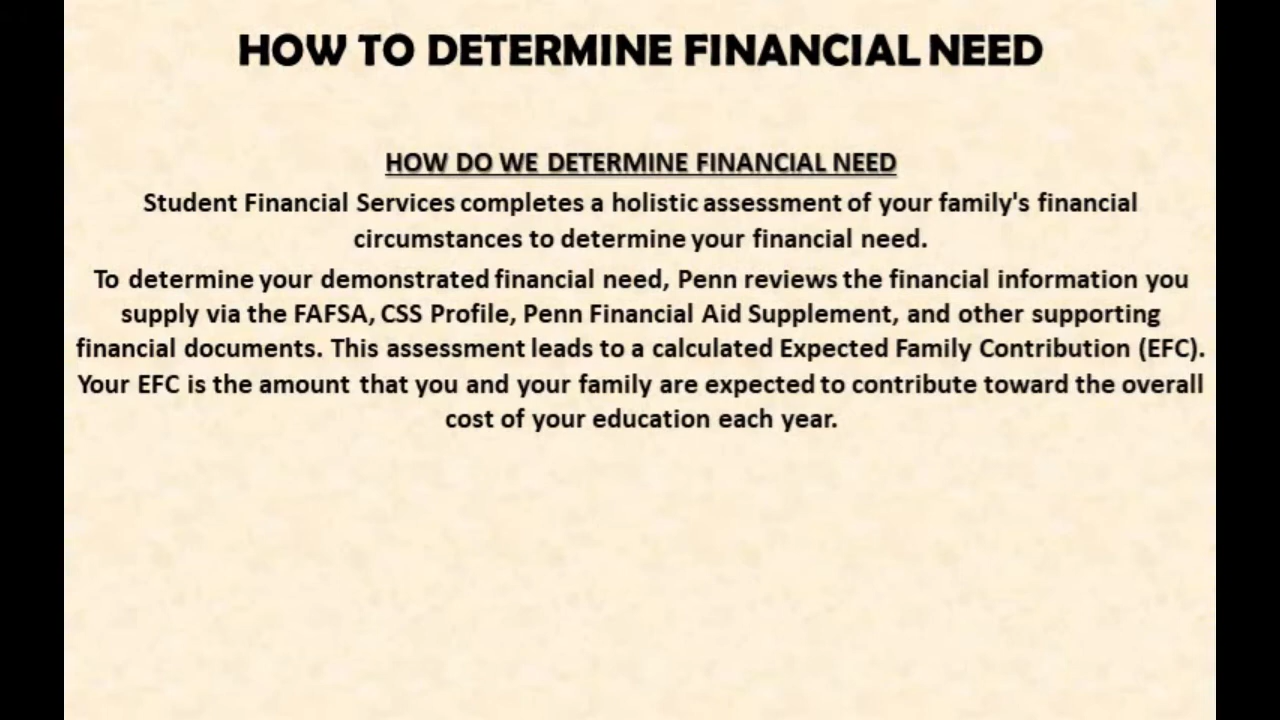 HOW TO DETERMINE FINANCIAL NEED
HOW DO WE DETERMINE FINANCIAL NEED
Student Financial Services completes a holistic assessment of your family's financial
circumstances to determine your financial need.
To determine your demonstrated financial need, Penn reviews the financial information you
supply via the FAFSA, CSS Profile, Penn Financial Aid Supplement, and other supporting
financial documents. This assessment leads to a calculated Expected Family Contribution (EFC).
Your EFC is the amount that you and your family are expected to contribute toward the overall
cost of your education each year.